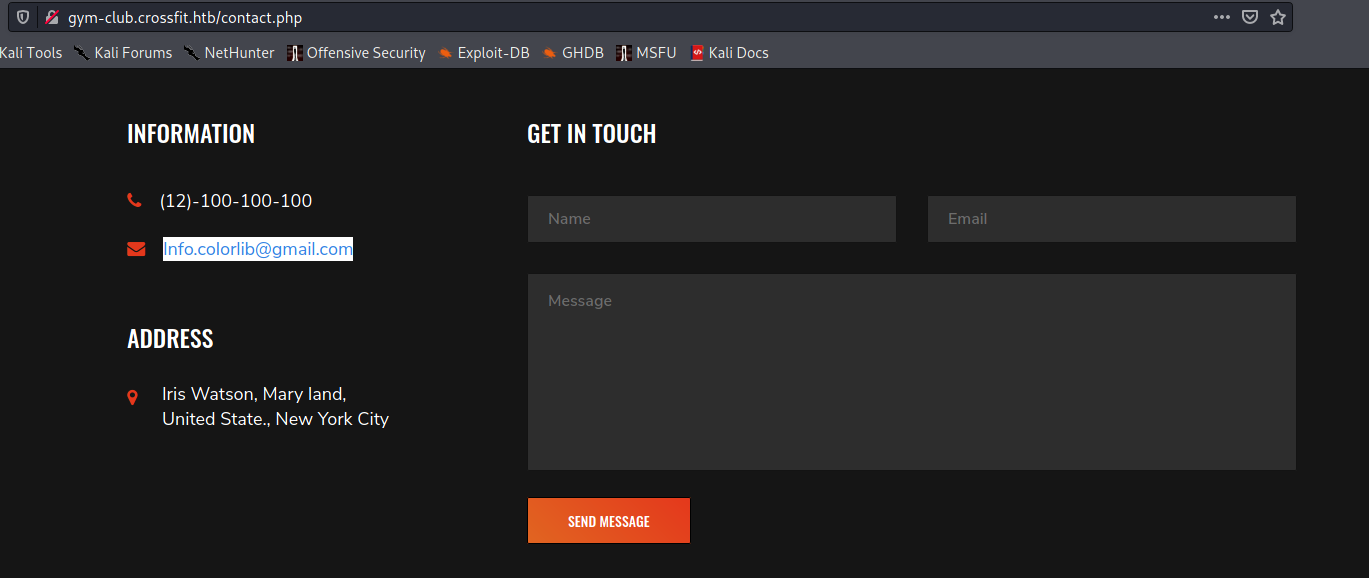 gym-club.crossfit.htb/contact.php
Kali Tools Kali Forums NetHunter Offensive Security Exploit-DB GHDB MSFU Kali Docs
INFORMATION
(12)-100-100-100
Info.colorlib@gmail.com
ADDRESS
Iris Watson, Mary land,
United State., New York City
GET IN TOUCH
Name
Email
Message
SEND MESSAGE